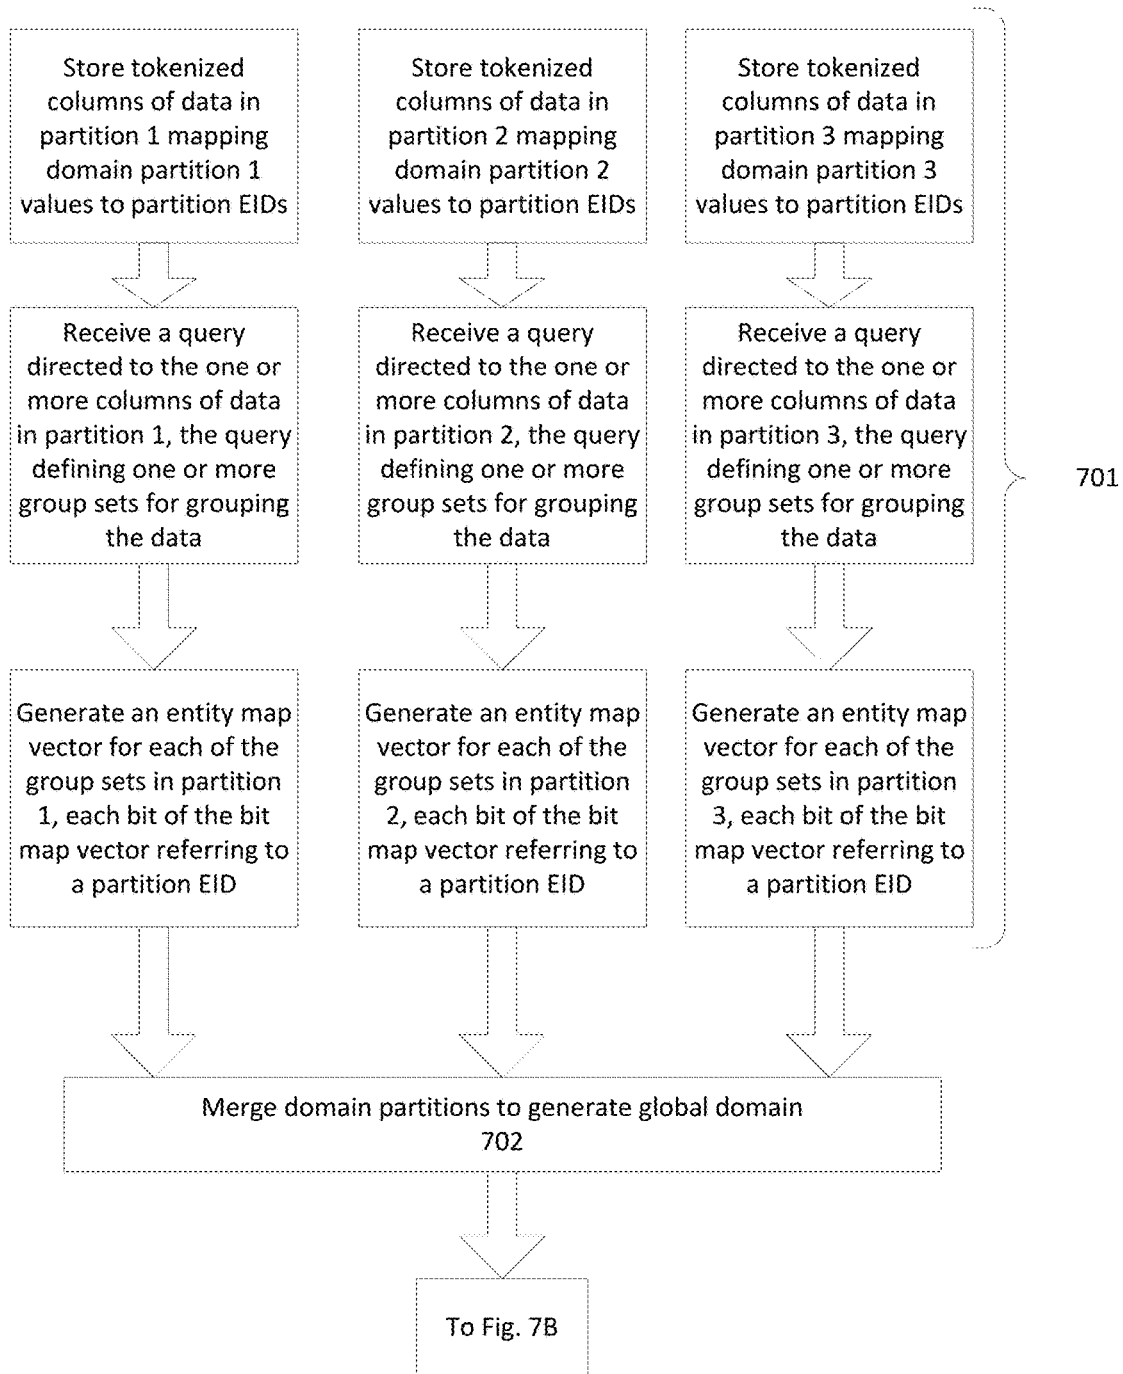 Store tokenized
columns of data in
partition 1 mapping
domain partition 1
values to partition EIDs
Store tokenized
columns of data in
partition 2 mapping
domain partition 2
values to partition EIDs
Store tokenized
columns of data in
partition 3 mapping
domain partition 3
values to partition EIDs
Receive a query
directed to the one or
more columns of data
in partition 1, the query
defining one or more
group sets for grouping
the data
Receive a query
directed to the one or
more columns of data
in partition 2, the query
defining one or more
group sets for grouping
the data
Receive a query
directed to the one or
more columns of data
in partition 3, the query
defining one or more
group sets for grouping
the data
701
Generate an entity map
vector for each of the
group sets in partition
1, each bit of the bit
map vector referring to
a partition EID
Generate an entity map
vector for each of the
group sets in partition
2, each bit of the bit
map vector referring to
a partition EID
Generate an entity map
vector for each of the
group sets in partition
3, each bit of the bit
map vector referring to
a partition EID
Merge domain partitions to generate global domain
702
To Fig. 7B